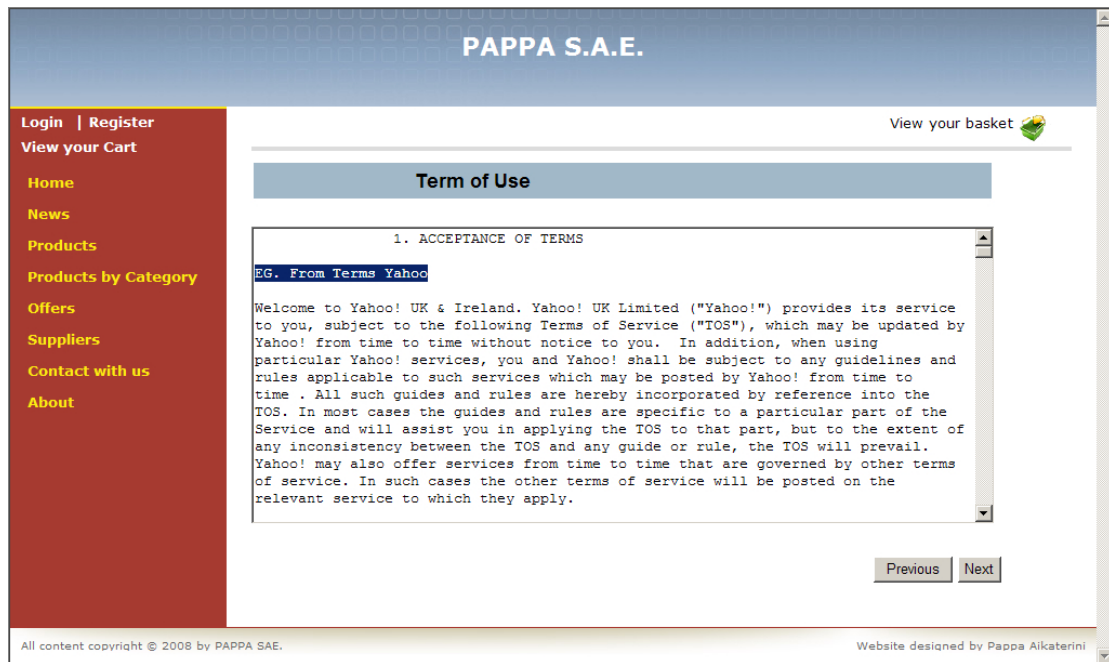 PAPPA S.A.E.
Login | Register
View your Cart
View your basket
Home
News
Products
Products by Category
Offers
Suppliers
Contact with us
About
Term of Use
1. ACCEPTANCE OF TERMS
EG. From Terms Yahoo
Welcome to Yahoo! UK & Ireland. Yahoo! UK Limited ("Yahoo!") provides its service
to you, subject to the following Terms of Service ("TOS"), which may be updated by
Yahoo! from time to time without notice to you.  In addition, when using
particular Yahoo! services, you and Yahoo! shall be subject to any guidelines and
rules applicable to such services which may be posted by Yahoo! from time to
time . All such guides and rules are hereby incorporated by reference into the
TOS. In most cases the guides and rules are specific to a particular part of the
Service and will assist you in applying the TOS to that part, but to the extent of
any inconsistency between the TOS and any guide or rule, the TOS will prevail.
Yahoo! may also offer services from time to time that are governed by other terms
of service. In such cases the other terms of service will be posted on the
relevant service to which they apply.
Previous Next
All content copyright © 2008 by PAPPA SAE.
Website designed by Pappa Aikaterini